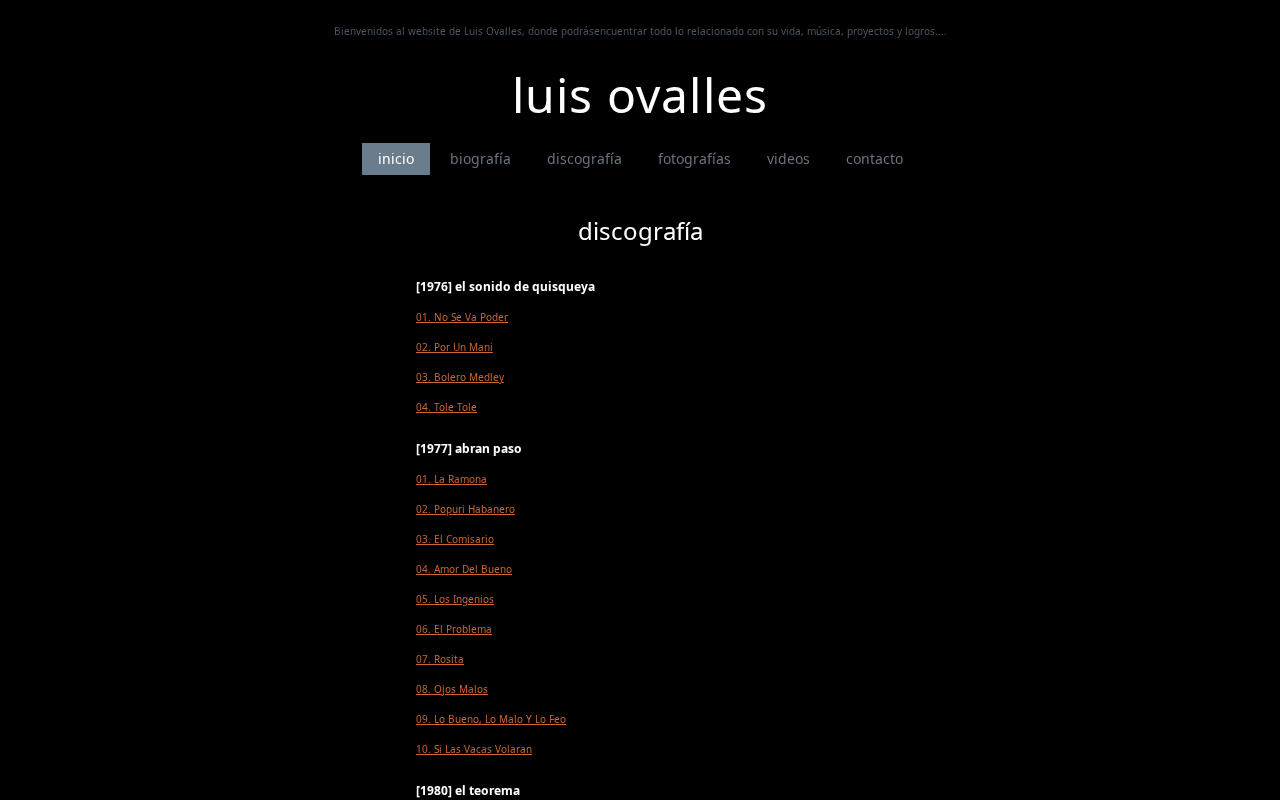 Bienvenidos al website de Luis Ovalles, donde podrásencuentrar todo lo relacionado con su vida, mùsica, proyectos y logros....
luis ovalles
inicio biografía discografía fotografías videos contacto
discografía
[1976] el sonido de quisqueya
01. No Se Va Poder
02. Por Un Mani
03. Bolero Medley
04. Tole Tole
[1977] abran paso
01. La Ramona
02. Popuri Habanero
03. El Comisario
04. Amor Del Bueno
05. Los Ingenios
06. El Problema
07. Rosita
08. Ojos Malos
09. Lo Bueno, Lo Malo Y Lo Feo
10. Si Las Vacas Volaran
[1980] el teorema